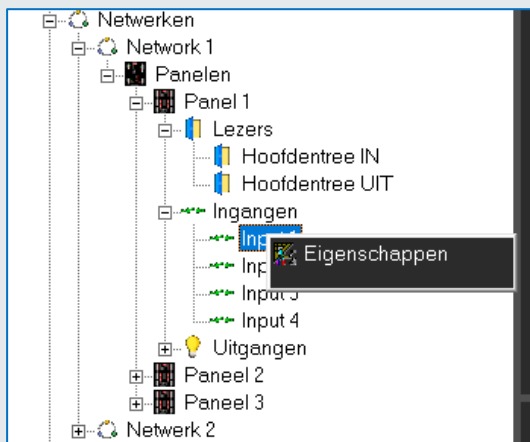 Netwerken
Network 1
Panelen
Panel 1
Lezers
Hoofdentree IN
Hoofdentree UIT
Ingangen
Eigenschappen
Input 4
Uitgangen
Paneel 2
Paneel 3
Netwerk 2